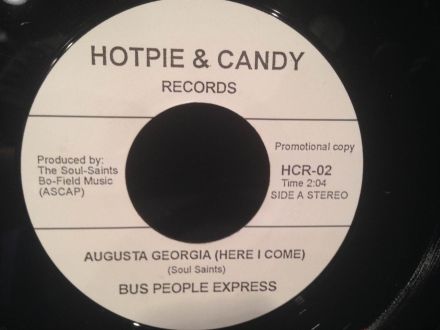 HOTPIE & CANDY
RECORDS
Produced by:
The Soul-Saints
Bo-Field Music
(ASCAP)
Promotional copy
HCR-02
Time 2:04
SIDE A STEREO
AUGUSTA GEORGIA (HERE I COME)
(Soul Saints)
BUS PEOPLE EXPRESS